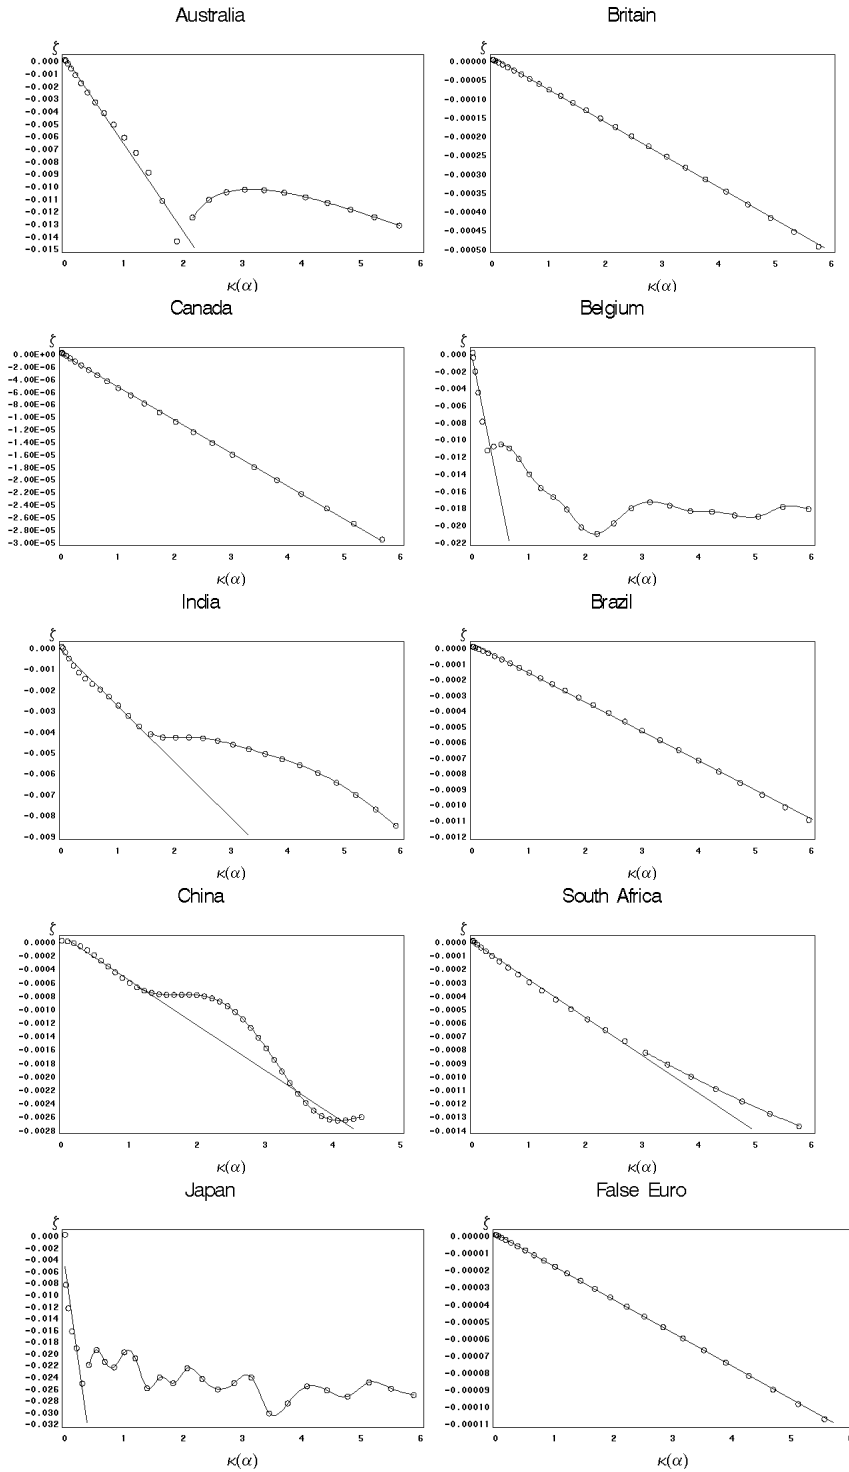 Australia
ζ
0.000
-0.001
-0.002
-0.003
-0.004
-0.005
-0.006
-0.007
-0.008
-0.009
-0.010
-0.011
-0.012
-0.013
-0.014
-0.015
0 1 2 3 4 5 6
κ(α)
Britain
ζ
0.00000
-0.00005
-0.00010
-0.00015
-0.00020
-0.00025
-0.00030
-0.00035
-0.00040
-0.00045
-0.00050
0 1 2 3 4 5 6
κ(α)
Canada
ζ
0.00E+00
-2.00E-06
-4.00E-06
-6.00E-06
-8.00E-06
-1.00E-05
-1.20E-05
-1.40E-05
-1.60E-05
-1.80E-05
-2.00E-05
-2.20E-05
-2.40E-05
-2.60E-05
-2.80E-05
-3.00E-05
0 1 2 3 4 5 6
κ(α)
Belgium
ζ
0.000
-0.002
-0.004
-0.006
-0.008
-0.010
-0.012
-0.014
-0.016
-0.018
-0.020
-0.022
0 1 2 3 4 5 6
κ(α)
India
ζ
0.000
-0.001
-0.002
-0.003
-0.004
-0.005
-0.006
-0.007
-0.008
-0.009
0 1 2 3 4 5 6
κ(α)
Brazil
ζ
0.0000
-0.0001
-0.0002
-0.0003
-0.0004
-0.0005
-0.0006
-0.0007
-0.0008
-0.0009
-0.0010
-0.0011
-0.0012
0 1 2 3 4 5 6
κ(α)
China
ζ
0.0000
-0.0002
-0.0004
-0.0006
-0.0008
-0.0010
-0.0012
-0.0014
-0.0016
-0.0018
-0.0020
-0.0022
-0.0024
-0.0026
-0.0028
0 1 2 3 4 5
κ(α)
South Africa
ζ
0.0000
-0.0001
-0.0002
-0.0003
-0.0004
-0.0005
-0.0006
-0.0007
-0.0008
-0.0009
-0.0010
-0.0011
-0.0012
-0.0013
-0.0014
0 1 2 3 4 5 6
κ(α)
Japan
ζ
0.000
-0.002
-0.004
-0.006
-0.008
-0.010
-0.012
-0.014
-0.016
-0.018
-0.020
-0.022
-0.024
-0.026
-0.028
-0.030
-0.032
0 1 2 3 4 5 6
κ(α)
False Euro
ζ
0.00000
-0.00001
-0.00002
-0.00003
-0.00004
-0.00005
-0.00006
-0.00007
-0.00008
-0.00009
-0.00010
-0.00011
0 1 2 3 4 5 6
κ(α)